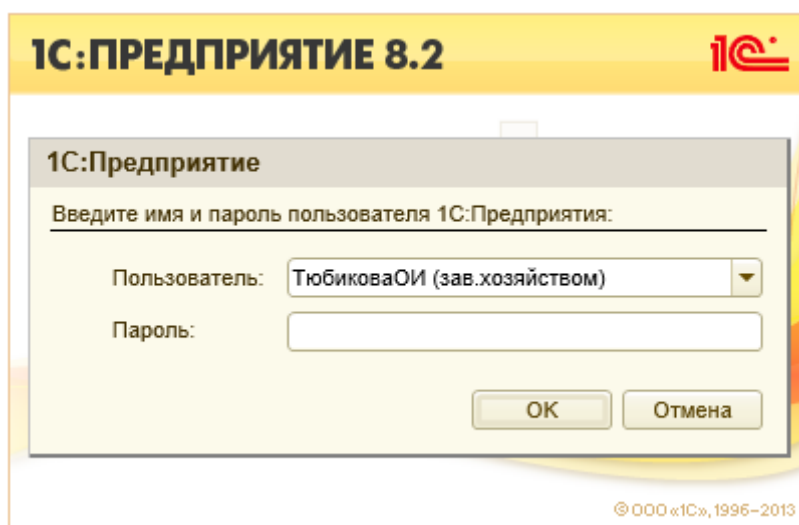 1С:ПРЕДПРИЯТИЕ 8.2
1С
1С:Предприятие
Введите имя и пароль пользователя 1С:Предприятия:
Пользователь: ТюбиковаОИ (зав.хозяйством)
Пароль:
OK Отмена
© ООО «1С», 1996–2013